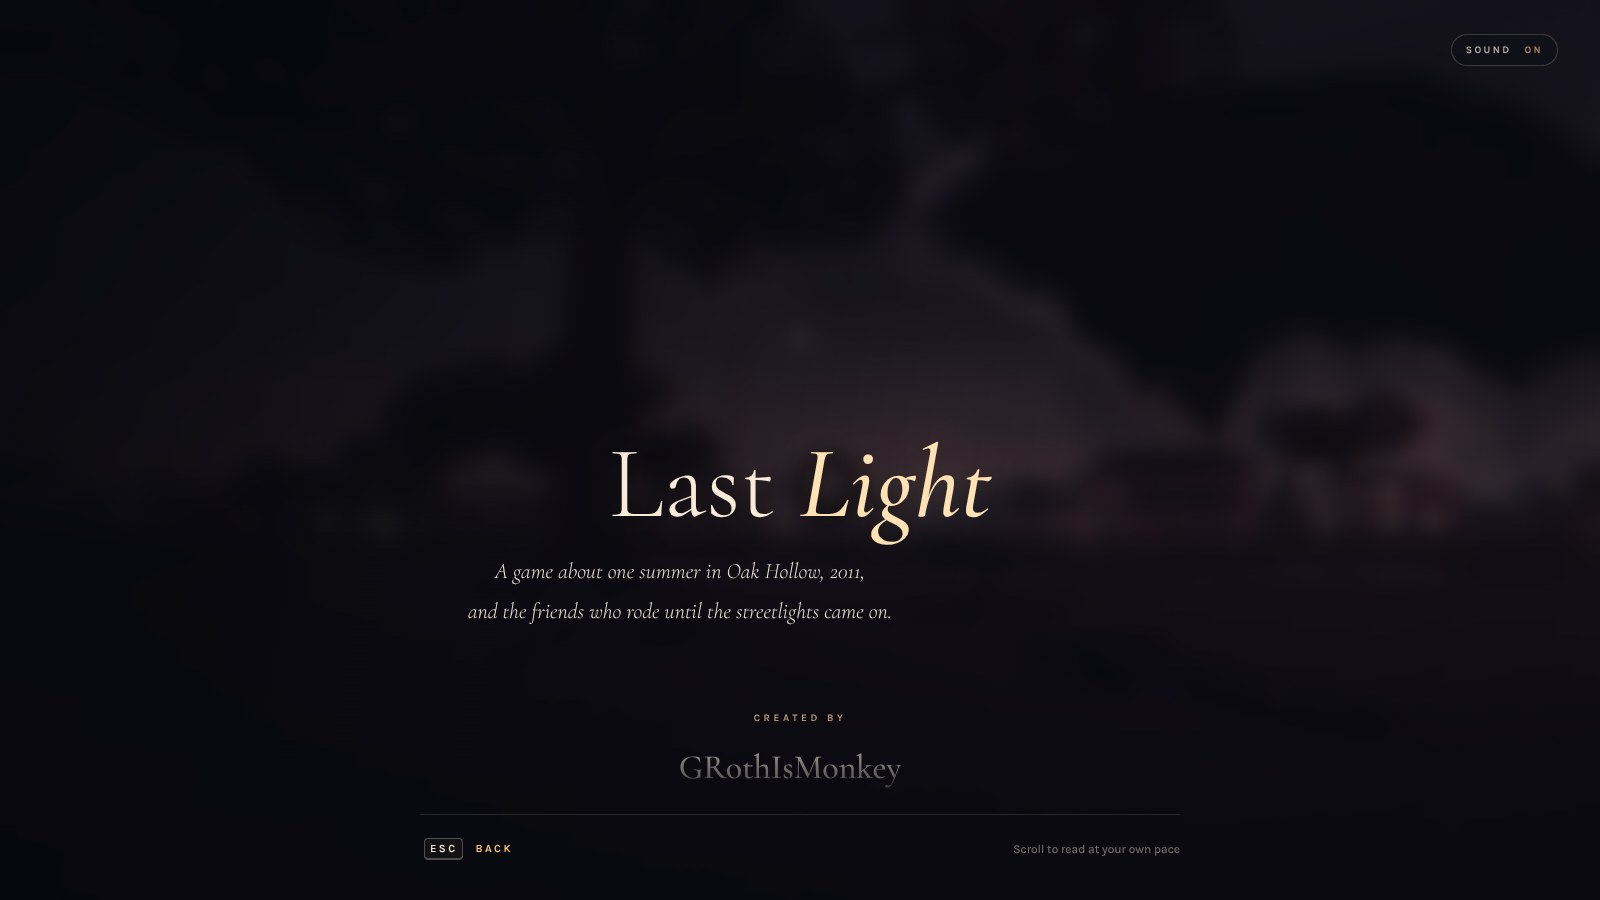 SOUND ON
Last Light
A game about one summer in Oak Hollow, 2011,
and the friends who rode until the streetlights came on.
CREATED BY
GRothIsMonkey
ESC BACK
Scroll to read at your own pace